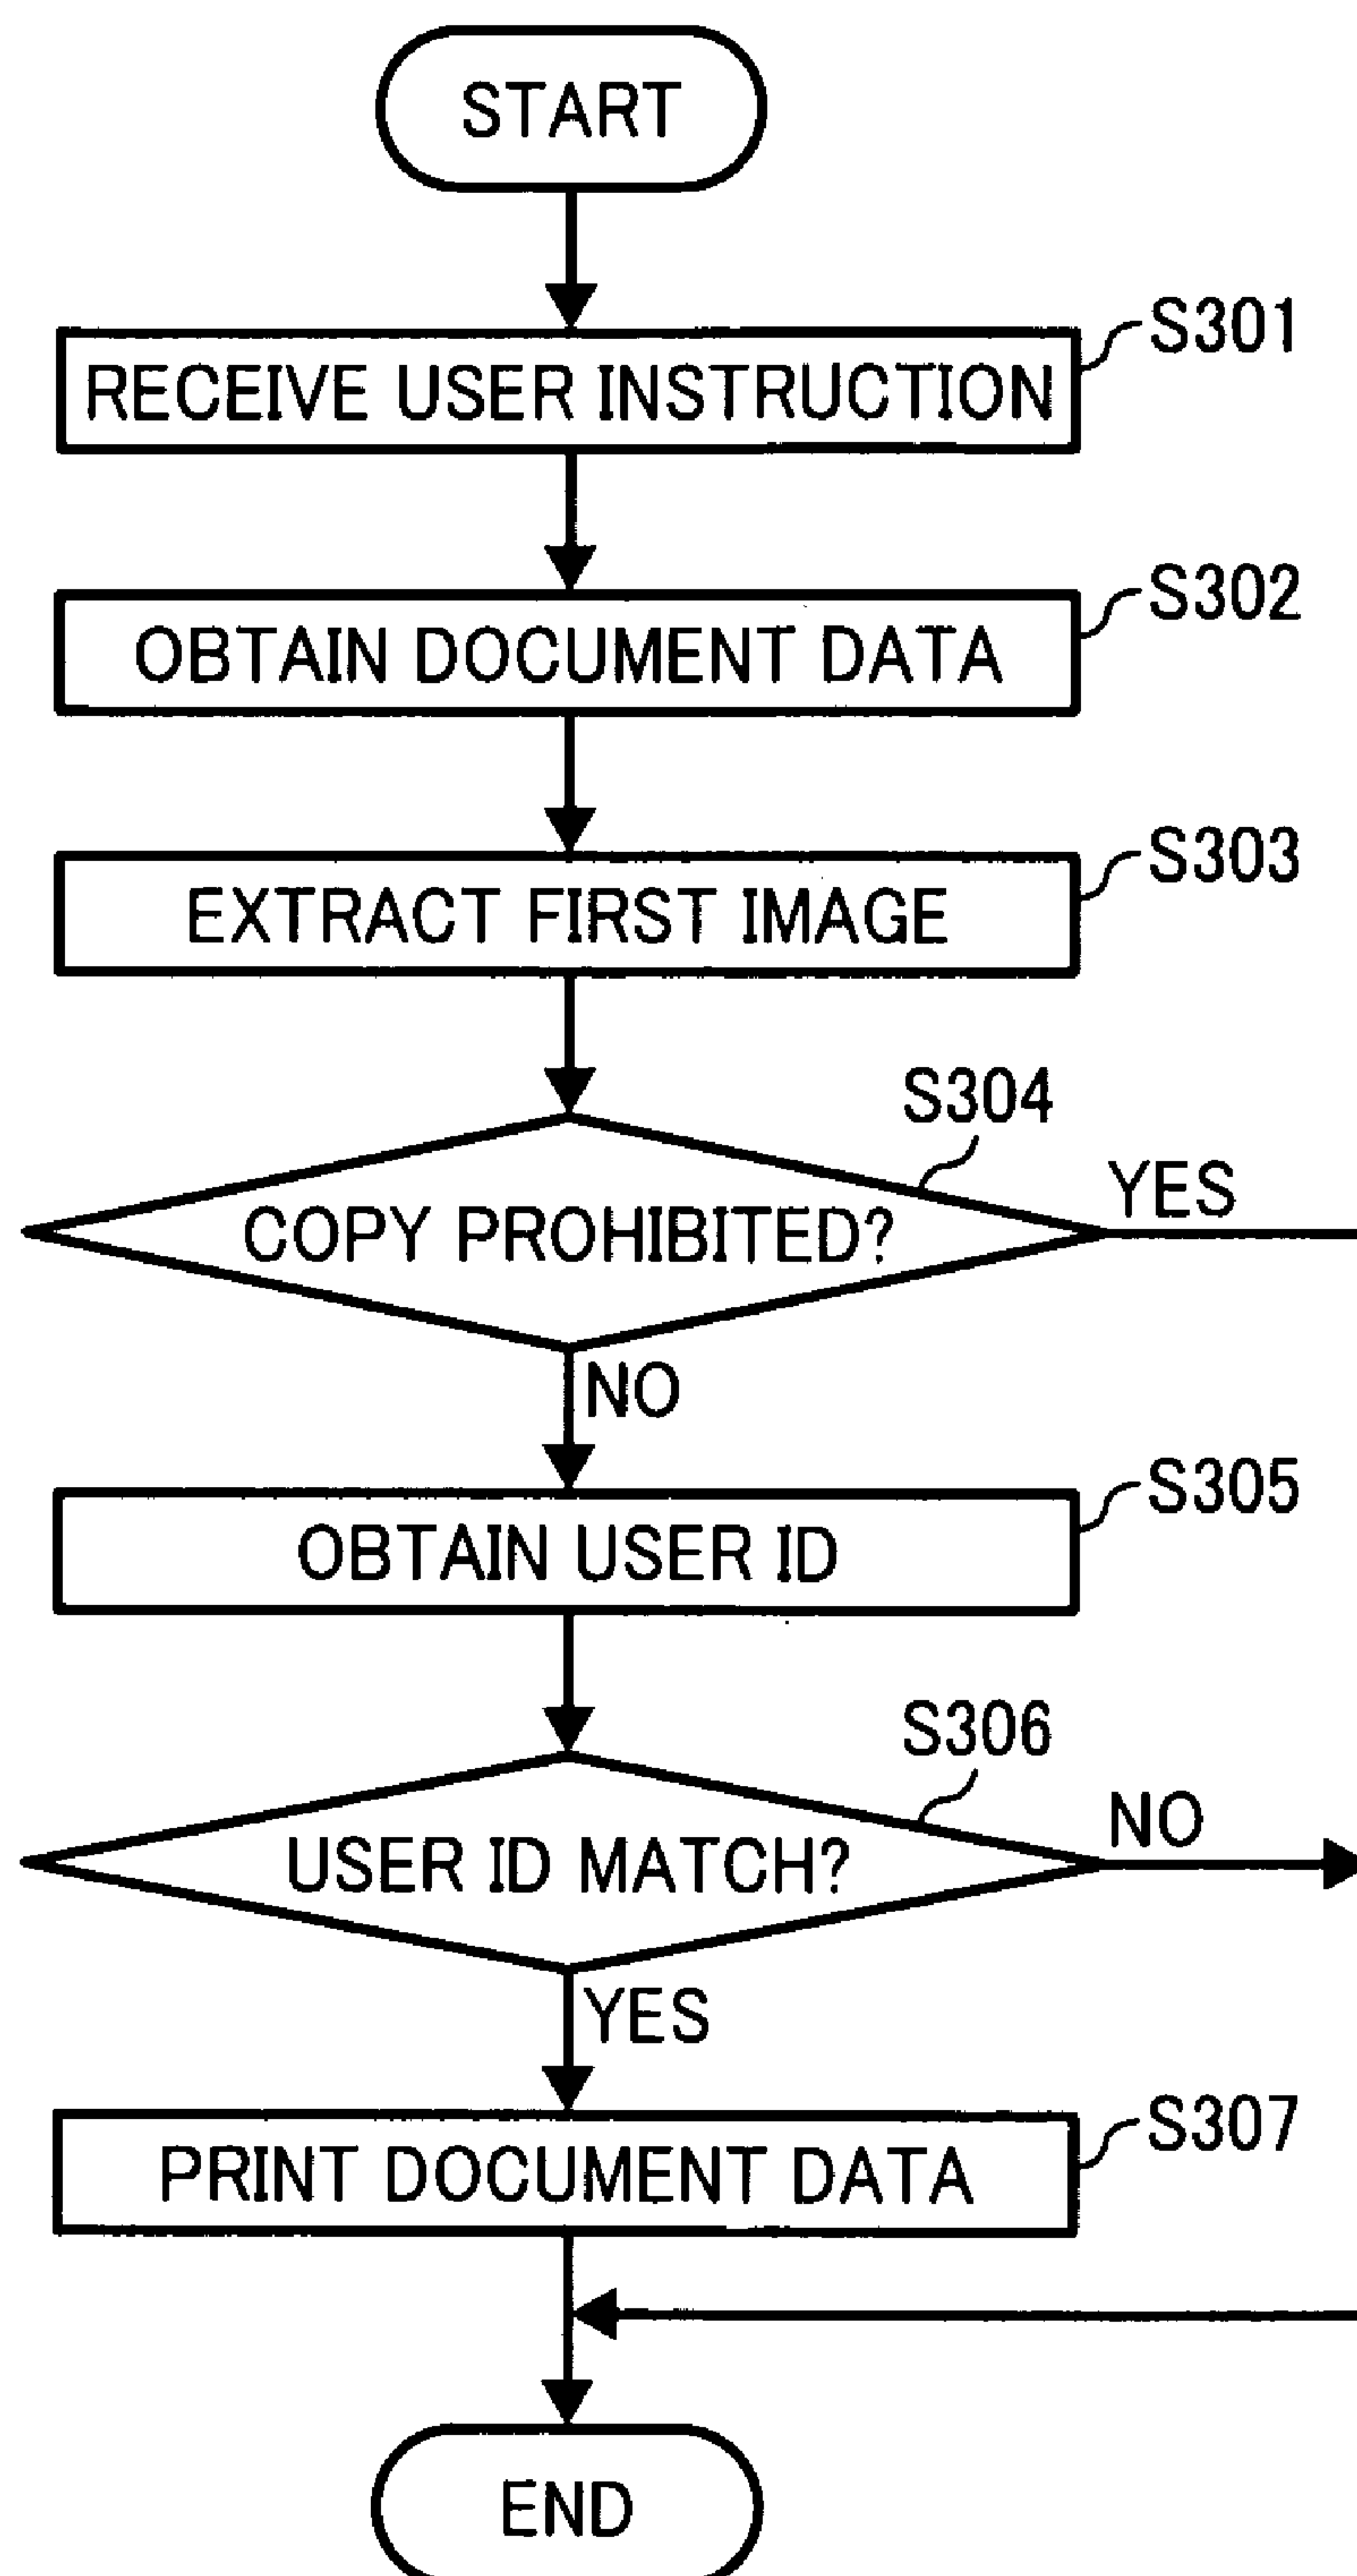 START
S301
RECEIVE USER INSTRUCTION
S302
OBTAIN DOCUMENT DATA
S303
EXTRACT FIRST IMAGE
S304
COPY PROHIBITED?
YES
NO
S305
OBTAIN USER ID
S306
USER ID MATCH?
NO
YES
S307
PRINT DOCUMENT DATA
END